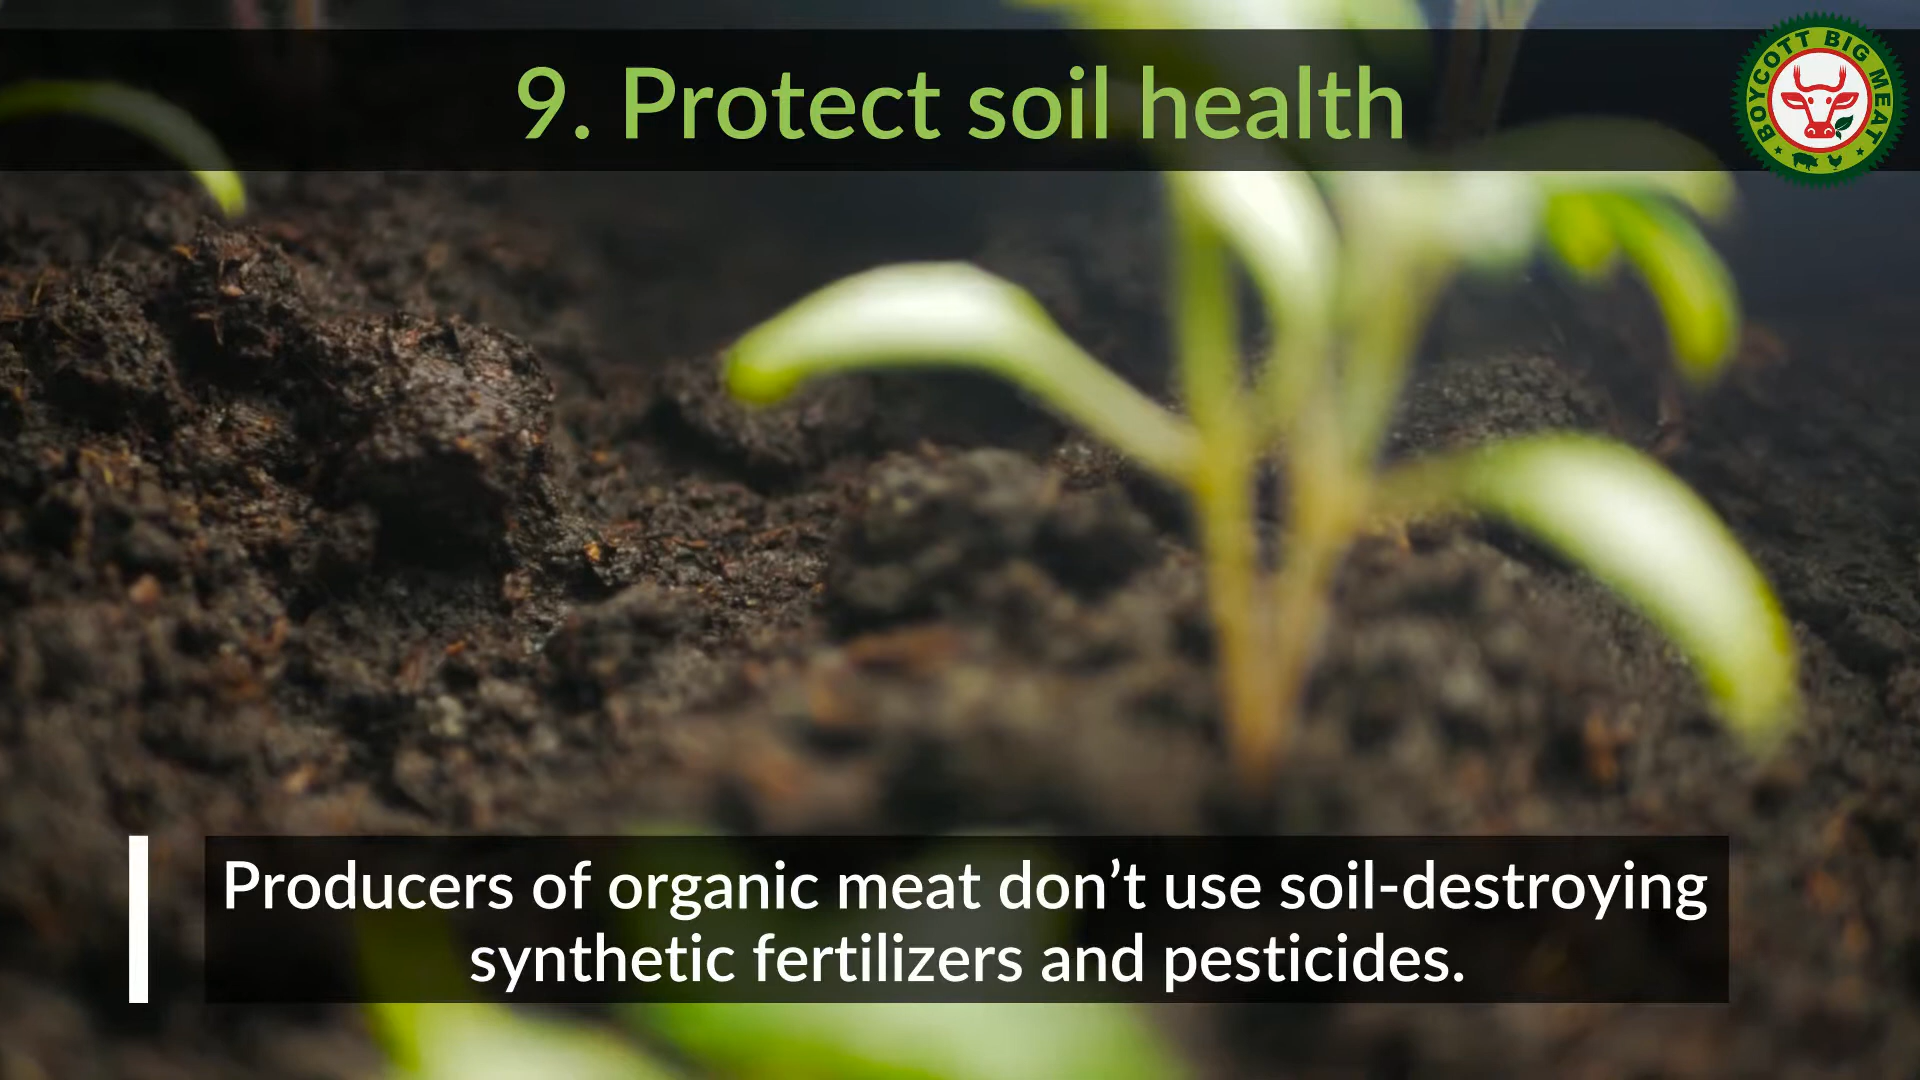 9. Protect soil health
BOYCOTT BIG MEAT
Producers of organic meat don’t use soil-destroying
synthetic fertilizers and pesticides.